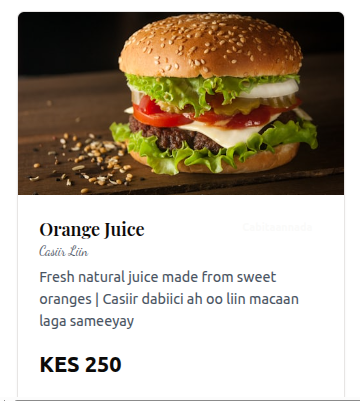 Orange Juice
Casiir Liin
Fresh natural juice made from sweet
oranges | Casiir dabiici ah oo liin macaan
laga sameeyay
KES 250